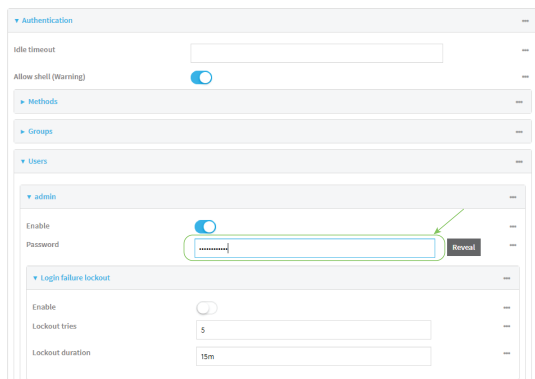 Authentication
Idle timeout
Allow shell (Warning)
Methods
Groups
Users
admin
Enable
Password ••••••••••••• Reveal
Login failure lockout
Enable
Lockout tries 5
Lockout duration 15m